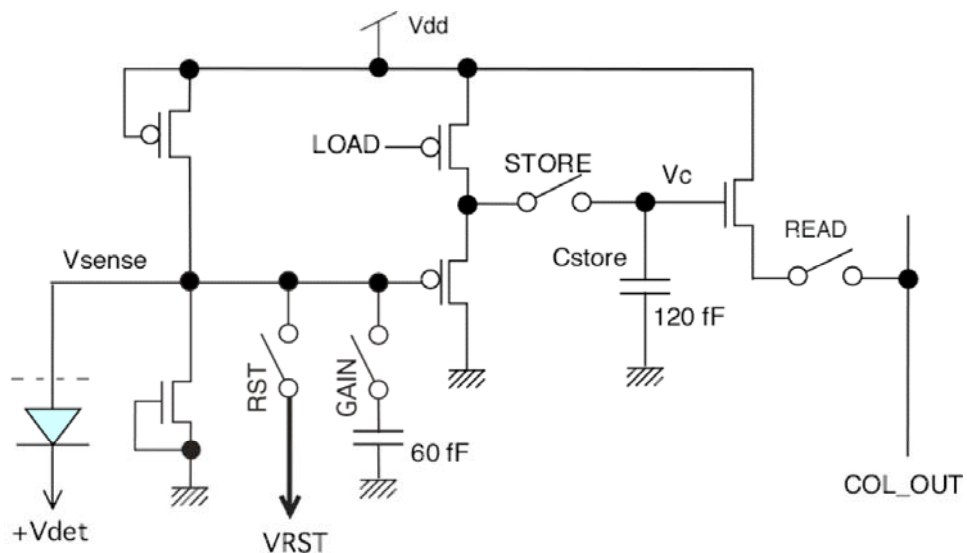 Vdd
LOAD
STORE
Vc
READ
Vsense
Cstore
120 fF
RST
GAIN
60 fF
+Vdet
VRST
COL_OUT